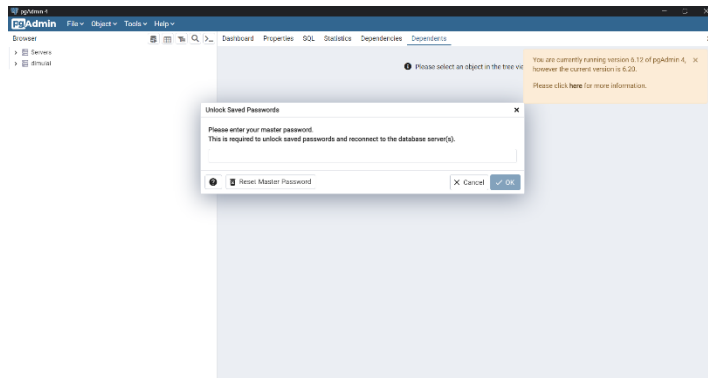 pgAdmin 4
pgAdmin File Object Tools Help
Browser
Dashboard Properties SQL Statistics Dependencies Dependents
Servers
dimulai
Please select an object in the tree vie
You are currently running version 6.12 of pgAdmin 4,
however the current version is 6.20.
Please click here for more information.
Unlock Saved Passwords
Please enter your master password.
This is required to unlock saved passwords and reconnect to the database server(s).
Reset Master Password
Cancel
OK